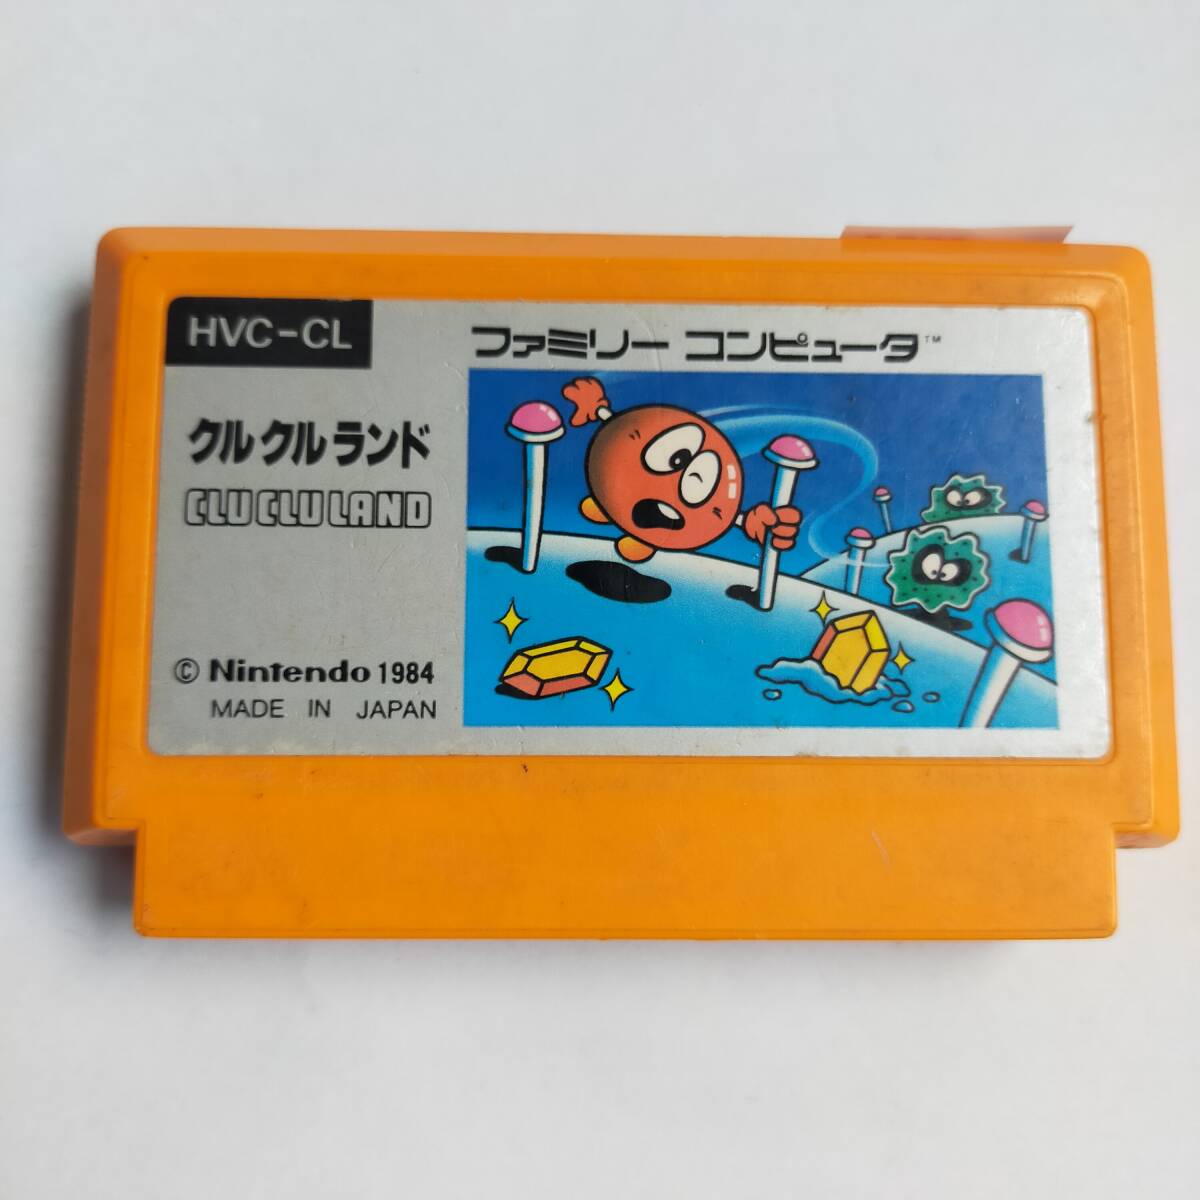 HVC-CL
ファミリー コンピュータ™
クルクルランド
CLU CLU LAND
© Nintendo 1984
MADE IN JAPAN